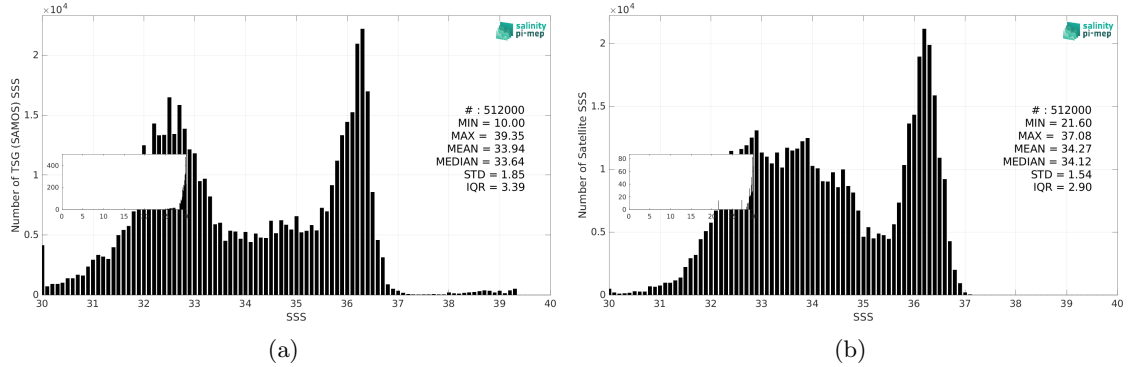 ×10⁴
2
1.5
1
0.5
0
Number of TSG (SAMOS) SSS
salinity
pi-mep
# : 512000
MIN = 10.00
MAX = 39.35
MEAN = 33.94
MEDIAN = 33.64
STD = 1.85
IQR = 3.39
400
200
0
0 5 10 15 20
30 31 32 33 34 35 36 37 38 39 40
SSS
(a)
×10⁴
2
1.5
1
0.5
0
Number of Satellite SSS
salinity
pi-mep
# : 512000
MIN = 21.60
MAX = 37.08
MEAN = 34.27
MEDIAN = 34.12
STD = 1.54
IQR = 2.90
80
60
40
20
0
0 5 10 15 20
30 31 32 33 34 35 36 37 38 39 40
SSS
(b)